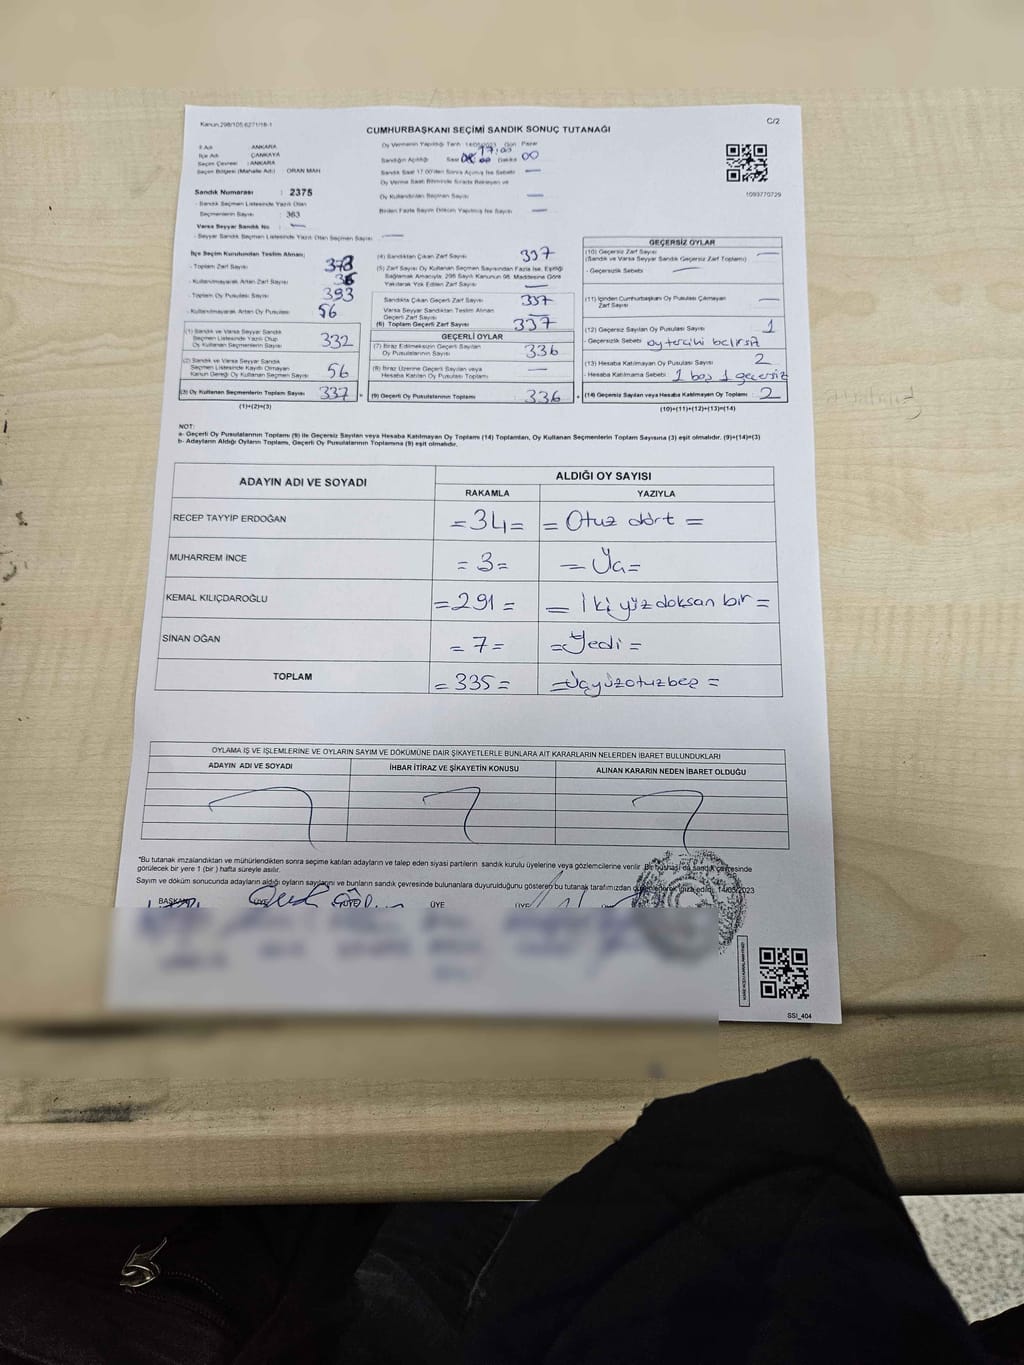 Kanun 298/105,6271/18-1
C/2
CUMHURBAŞKANI SEÇİMİ SANDIK SONUÇ TUTANAĞI
İl Adı : ANKARA
İlçe Adı : ÇANKAYA
Seçim Çevresi : ANKARA
Seçim Bölgesi (Mahalle Adı) : ORAN MAH
Sandık Numarası : 2375
- Sandık Seçmen Listesinde Yazılı Olan
Seçmenlerin Sayısı : 363
Varsa Seyyar Sandık No : —
- Seyyar Sandık Seçmen Listesinde Yazılı Olan Seçmen Sayısı : —
Oy Vermenin Yapıldığı Tarih 14/05/2023 Gün Pazar
17:00
Sandığın Açıldığı Saat Dakika 00
Sandık Saat 17.00'den Sonra Açılmış İse Sebebi —
Oy Verme Saati Bitiminde Sırada Bekleyen ve
Oy Kullandırılan Seçmen Sayısı —
Birden Fazla Sayım Döküm Yapılmış İse Sayısı —
1093770729
İlçe Seçim Kurulundan Teslim Alınan;
- Toplam Zarf Sayısı
- Kullanılmayarak Artan Zarf Sayısı
- Toplam Oy Pusulası Sayısı 393
- Kullanılmayarak Artan Oy Pusulası 56
(1) Sandık ve Varsa Seyyar Sandık
Seçmen Listesinde Yazılı Olup
Oy Kullanan Seçmenlerin Sayısı 332
(2) Sandık ve Varsa Seyyar Sandık
Seçmen Listesinde Kaydı Olmayan
Kanun Gereği Oy Kullanan Seçmen Sayısı 56
(3) Oy Kullanan Seçmenlerin Toplam Sayısı 337
(1)+(2)=(3)
(4) Sandıktan Çıkan Zarf Sayısı 337
(5) Zarf Sayısı Oy Kullanan Seçmen Sayısından Fazla İse, Eşitliği
Sağlamak Amacıyla, 298 Sayılı Kanunun 98. Maddesine Göre
Yakılarak Yok Edilen Zarf Sayısı —
Sandıkta Çıkan Geçerli Zarf Sayısı 337
Varsa Seyyar Sandıktan Teslim Alınan
Geçerli Zarf Sayısı —
(6) Toplam Geçerli Zarf Sayısı 337
GEÇERLİ OYLAR
(7) İtiraz Edilmeksizin Geçerli Sayılan
Oy Pusulalarının Sayısı 336
(8) İtiraz Üzerine Geçerli Sayılan veya
Hesaba Katılan Oy Pusulası Toplamı —
(9) Geçerli Oy Pusulalarının Toplamı 336
GEÇERSİZ OYLAR
(10) Geçersiz Zarf Sayısı
(Sandık ve Varsa Seyyar Sandık Geçersiz Zarf Toplamı) —
- Geçersizlik Sebebi —
(11) İçinden Cumhurbaşkanı Oy Pusulası Çıkmayan
Zarf Sayısı —
(12) Geçersiz Sayılan Oy Pusulası Sayısı 1
- Geçersizlik Sebebi oy tercihi
(13) Hesaba Katılmayan Oy Pusulası Sayısı 2
- Hesaba Katılmama Sebebi 1 boş 1 geçersiz
(14) Geçersiz Sayılan veya Hesaba Katılmayan Oy Toplamı 2
(10)+(11)+(12)+(13)=(14)
NOT:
a- Geçerli Oy Pusulalarının Toplamı (9) ile Geçersiz Sayılan veya Hesaba Katılmayan Oy Toplamı (14) Toplamları, Oy Kullanan Seçmenlerin Toplam Sayısına (3) eşit olmalıdır. (9)+(14)=(3)
b- Adayların Aldığı Oyların Toplamı, Geçerli Oy Pusulalarının Toplamına (9) eşit olmalıdır.
ADAYIN ADI VE SOYADI ALDIĞI OY SAYISI
RAKAMLA YAZIYLA
RECEP TAYYİP ERDOĞAN =34= = Otuz dört =
MUHARREM İNCE =3=
KEMAL KILIÇDAROĞLU =291= = İki yüz doksan bir =
SİNAN OĞAN =7= =Yedi =
TOPLAM =335= =Üçyüzotuzbeş =
OYLAMA İŞ VE İŞLEMLERİNE VE OYLARIN SAYIM VE DÖKÜMÜNE DAİR ŞİKAYETLERLE BUNLARA AİT KARARLARIN NELERDEN İBARET BULUNDUKLARI
ADAYIN ADI VE SOYADI İHBAR İTİRAZ VE ŞİKAYETİN KONUSU ALINAN KARARIN NEDEN İBARET OLDUĞU
"Bu tutanak imzalandıktan ve mühürlendikten sonra seçime katılan adayların ve talep eden siyasi partilerin sandık kurulu üyelerine veya gözlemcilerine verilir. Bir nüshası da sandık çevresinde
görülecek bir yere 1 (bir) hafta süreyle asılır.
Sayım ve döküm sonucunda adayların aldığı oyların sayılarını ve bunların sandık çevresinde bulunanlara duyurulduğunu gösteren bu tutanak tarafımızdan düzenlenerek imza edildi. 14/05/2023
BAŞKAN ÜYE ÜYE ÜYE ÜYE
SSI_404